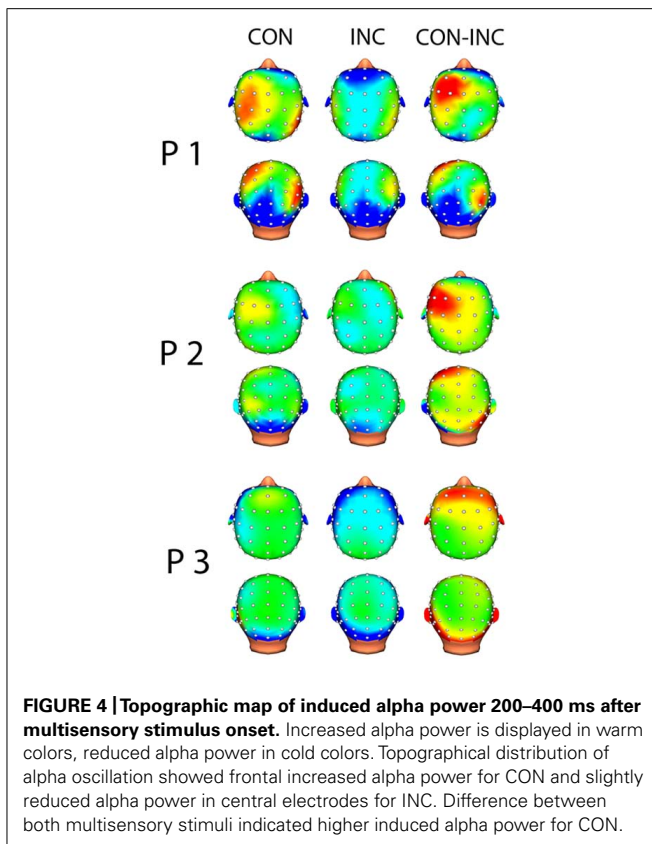 CON INC CON-INC
P 1
P 2
P 3
FIGURE 4 | Topographic map of induced alpha power 200–400 ms after
multisensory stimulus onset. Increased alpha power is displayed in warm
colors, reduced alpha power in cold colors. Topographical distribution of
alpha oscillation showed frontal increased alpha power for CON and slightly
reduced alpha power in central electrodes for INC. Difference between
both multisensory stimuli indicated higher induced alpha power for CON.